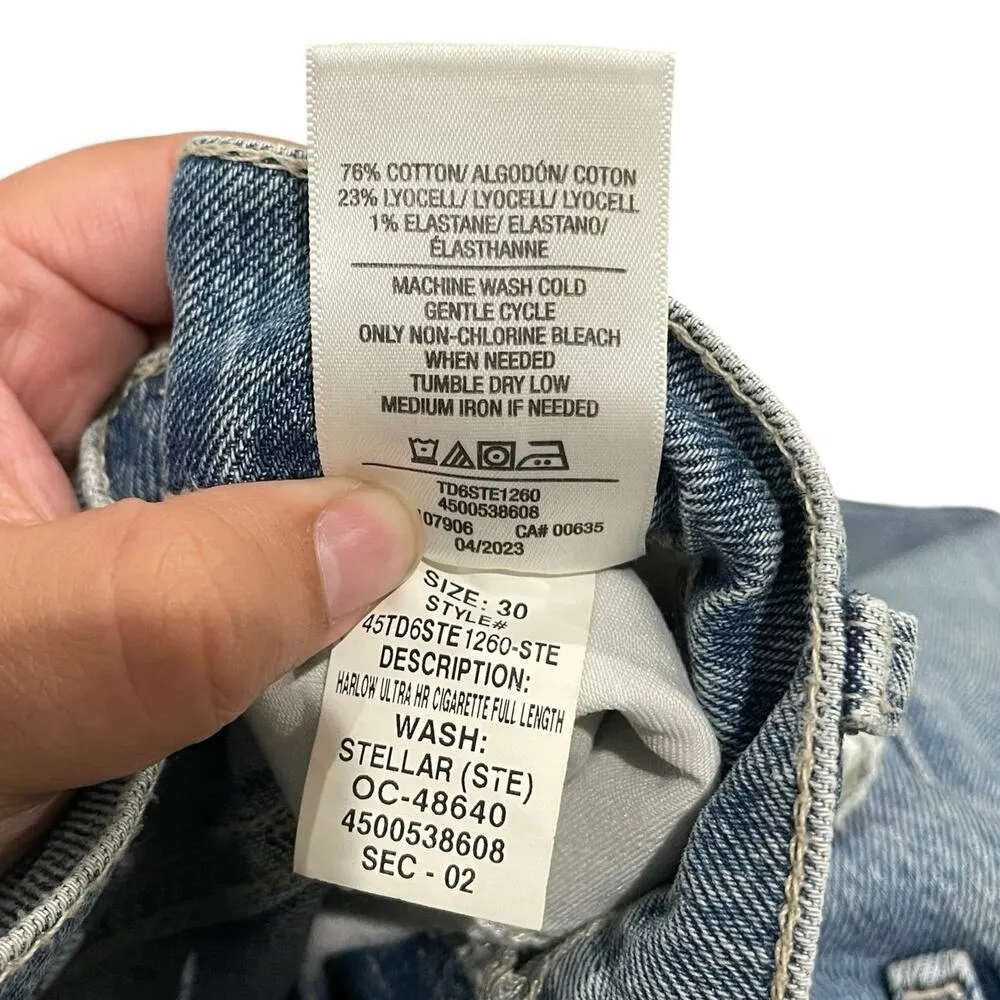 76% COTTON/ ALGODÓN/ COTON
23% LYOCELL/ LYOCELL/ LYOCELL
1% ELASTANE/ ELASTANO/
ÉLASTHANNE
MACHINE WASH COLD
GENTLE CYCLE
ONLY NON-CHLORINE BLEACH
WHEN NEEDED
TUMBLE DRY LOW
MEDIUM IRON IF NEEDED
TD6STE1260
4500538608
07906 CA# 00635
04/2023
SIZE: 30
STYLE#
45TD6STE1260-STE
DESCRIPTION:
HARLOW ULTRA HR CIGARETTE FULL LENGTH
WASH:
STELLAR (STE)
OC-48640
4500538608
SEC - 02